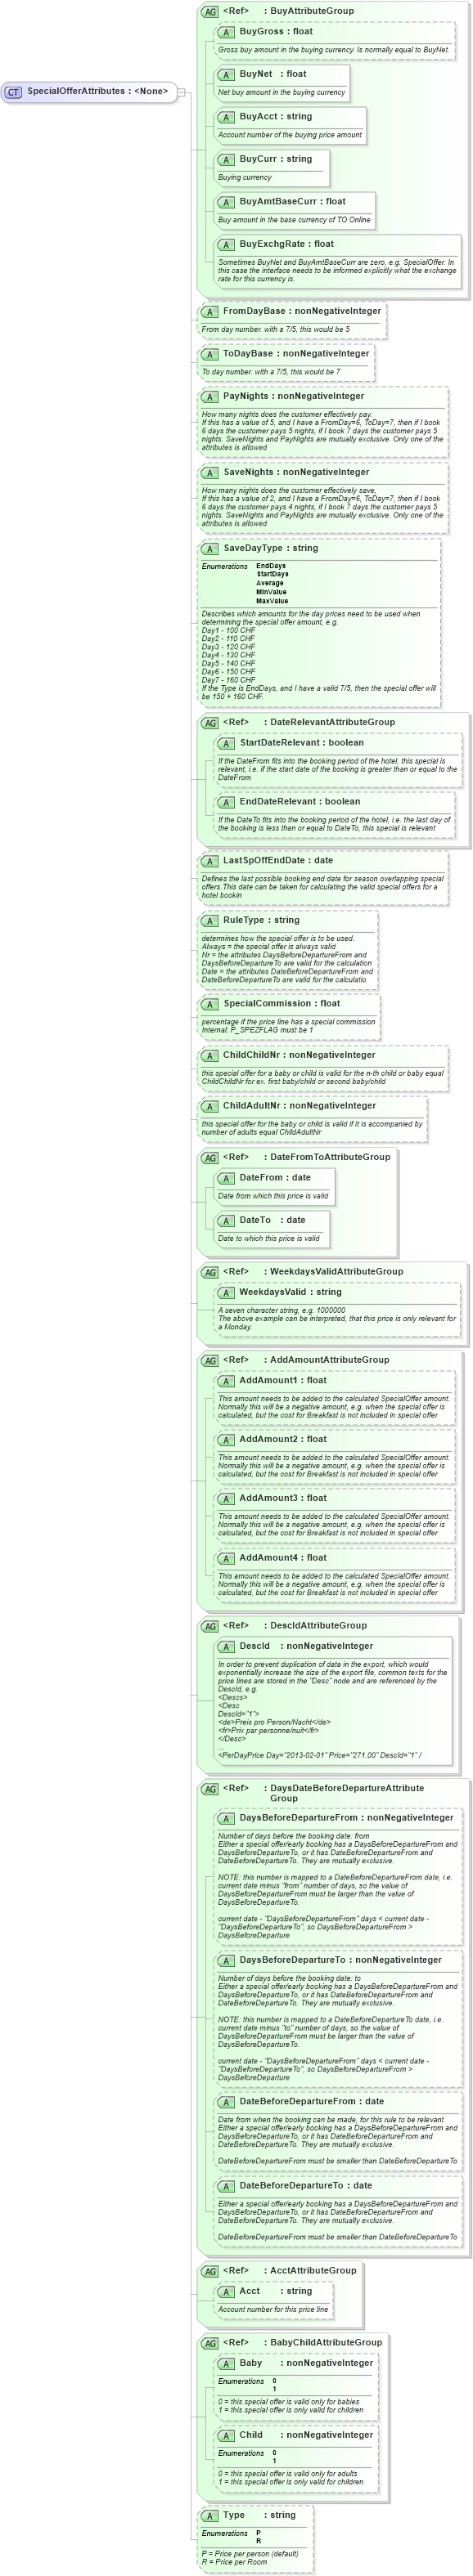 CT SpecialOfferAttributes : <None>
AG <Ref> : BuyAttributeGroup
A BuyGross : float
Gross buy amount in the buying currency. Is normally equal to BuyNet.
A BuyNet : float
Net buy amount in the buying currency
A BuyAcct : string
Account number of the buying price amount
A BuyCurr : string
Buying currency
A BuyAmtBaseCurr : float
Buy amount in the base currency of TO Online
A BuyExchgRate : float
Sometimes BuyNet and BuyAmtBaseCurr are zero, e.g. SpecialOffer. In
this case the interface needs to be informed explicitly what the exchange
rate for this currency is.
A FromDayBase : nonNegativeInteger
From day number. with a 7/5, this would be 5
A ToDayBase : nonNegativeInteger
To day number. with a 7/5, this would be 7
A PayNights : nonNegativeInteger
How many nights does the customer effectively pay.
If this has a value of 5, and I have a FromDay=6, ToDay=7, then if I book
6 days the customer pays 5 nights, if I book 7 days the customer pays 5
nights. SaveNights and PayNights are mutually exclusive. Only one of the
attributes is allowed
A SaveNights : nonNegativeInteger
How many nights does the customer effectively save,
If this has a value of 2, and I have a FromDay=6, ToDay=7, then if I book
6 days the customer pays 4 nights, if I book 7 days the customer pays 5
nights. SaveNights and PayNights are mutually exclusive. Only one of the
attributes is allowed
A SaveDayType : string
Enumerations EndDays
StartDays
Average
MinValue
MaxValue
Describes which amounts for the day prices need to be used when
determining the special offer amount, e.g.
Day1 - 100 CHF
Day2 - 110 CHF
Day3 - 120 CHF
Day4 - 130 CHF
Day5 - 140 CHF
Day6 - 150 CHF
Day7 - 160 CHF
If the Type is EndDays, and I have a valid 7/5, then the special offer will
be 150 + 160 CHF.
AG <Ref> : DateRelevantAttributeGroup
A StartDateRelevant : boolean
If the DateFrom fits into the booking period of the hotel, this special is
relevant, i.e. if the start date of the booking is greater than or equal to the
DateFrom
A EndDateRelevant : boolean
If the DateTo fits into the booking period of the hotel, i.e. the last day of
the booking is less than or equal to DateTo, this special is relevant
A LastSpOffEndDate : date
Defines the last possible booking end date for season overlapping special
offers.This date can be taken for calculating the valid special offers for a
hotel bookin
A RuleType : string
determines how the special offer is to be used.
Always = the special offer is always valid
Nr = the attributes DaysBeforeDepartureFrom and
DaysBeforeDepartureTo are valid for the calculation
Date = the attributes DateBeforeDepartureFrom and
DateBeforeDepartureTo are valid for the calculatio
A SpecialCommission : float
percentage if the price line has a special commission
Internal: P_SPEZFLAG must be 1
A ChildChildNr : nonNegativeInteger
this special offer for a baby or child is valid for the n-th child or baby equal
ChildChildNr for ex. first baby/child or second baby/child
A ChildAdultNr : nonNegativeInteger
this special offer for the baby or child is valid if it is accompanied by
number of adults equal ChildAdultNr
AG <Ref> : DateFromToAttributeGroup
A DateFrom : date
Date from which this price is valid
A DateTo : date
Date to which this price is valid
AG <Ref> : WeekdaysValidAttributeGroup
A WeekdaysValid : string
A seven character string, e.g. 1000000
The above example can be interpreted, that this price is only relevant for
a Monday.
AG <Ref> : AddAmountAttributeGroup
A AddAmount1 : float
This amount needs to be added to the calculated SpecialOffer amount.
Normally this will be a negative amount, e.g. when the special offer is
calculated, but the cost for Breakfast is not included in special offer
A AddAmount2 : float
This amount needs to be added to the calculated SpecialOffer amount.
Normally this will be a negative amount, e.g. when the special offer is
calculated, but the cost for Breakfast is not included in special offer
A AddAmount3 : float
This amount needs to be added to the calculated SpecialOffer amount.
Normally this will be a negative amount, e.g. when the special offer is
calculated, but the cost for Breakfast is not included in special offer
A AddAmount4 : float
This amount needs to be added to the calculated SpecialOffer amount.
Normally this will be a negative amount, e.g. when the special offer is
calculated, but the cost for Breakfast is not included in special offer
AG <Ref> : DescIdAttributeGroup
A DescId : nonNegativeInteger
In order to prevent duplication of data in the export, which would
exponentially increase the size of the export file, common texts for the
price lines are stored in the "Desc" node and are referenced by the
DescId, e.g.
<Descs>
<Desc
DescId="1">
<de>Preis pro Person/Nacht</de>
<fr>Prix par personne/nuit</fr>
</Desc>
...
<PerDayPrice Day="2013-02-01" Price="271.00" DescId="1" /
AG <Ref> : DaysDateBeforeDepartureAttribute
Group
A DaysBeforeDepartureFrom : nonNegativeInteger
Number of days before the booking date: from
Either a special offer/early booking has a DaysBeforeDepartureFrom and
DaysBeforeDepartureTo, or it has DateBeforeDepartureFrom and
DateBeforeDepartureTo. They are mutually exclusive.
NOTE: this number is mapped to a DateBeforeDepartureFrom date, i.e.
current date minus "from" number of days, so the value of
DaysBeforeDepartureFrom must be larger than the value of
DaysBeforeDepartureTo.
current date - "DaysBeforeDepartureFrom" days < current date -
"DaysBeforeDepartureTo", so DaysBeforeDepartureFrom >
DaysBeforeDeparture
A DaysBeforeDepartureTo : nonNegativeInteger
Number of days before the booking date: to
Either a special offer/early booking has a DaysBeforeDepartureFrom and
DaysBeforeDepartureTo, or it has DateBeforeDepartureFrom and
DateBeforeDepartureTo. They are mutually exclusive.
NOTE: this number is mapped to a DateBeforeDepartureTo date, i.e.
current date minus "to" number of days, so the value of
DaysBeforeDepartureFrom must be larger than the value of
DaysBeforeDepartureTo.
current date - "DaysBeforeDepartureFrom" days < current date -
"DaysBeforeDepartureTo", so DaysBeforeDepartureFrom >
DaysBeforeDeparture
A DateBeforeDepartureFrom : date
Date from when the booking can be made, for this rule to be relevant
Either a special offer/early booking has a DaysBeforeDepartureFrom and
DaysBeforeDepartureTo, or it has DateBeforeDepartureFrom and
DateBeforeDepartureTo. They are mutually exclusive.
DateBeforeDepartureFrom must be smaller than DateBeforeDepartureTo
A DateBeforeDepartureTo : date
Either a special offer/early booking has a DaysBeforeDepartureFrom and
DaysBeforeDepartureTo, or it has DateBeforeDepartureFrom and
DateBeforeDepartureTo. They are mutually exclusive.
DateBeforeDepartureFrom must be smaller than DateBeforeDepartureTo
AG <Ref> : AcctAttributeGroup
A Acct : string
Account number for this price line
AG <Ref> : BabyChildAttributeGroup
A Baby : nonNegativeInteger
Enumerations 0
1
0 = this special offer is valid only for babies
1 = this special offer is only valid for children
A Child : nonNegativeInteger
Enumerations 0
1
0 = this special offer is valid only for adults
1 = this special offer is only valid for children
A Type : string
Enumerations P
R
P = Price per person (default)
R = Price per Room